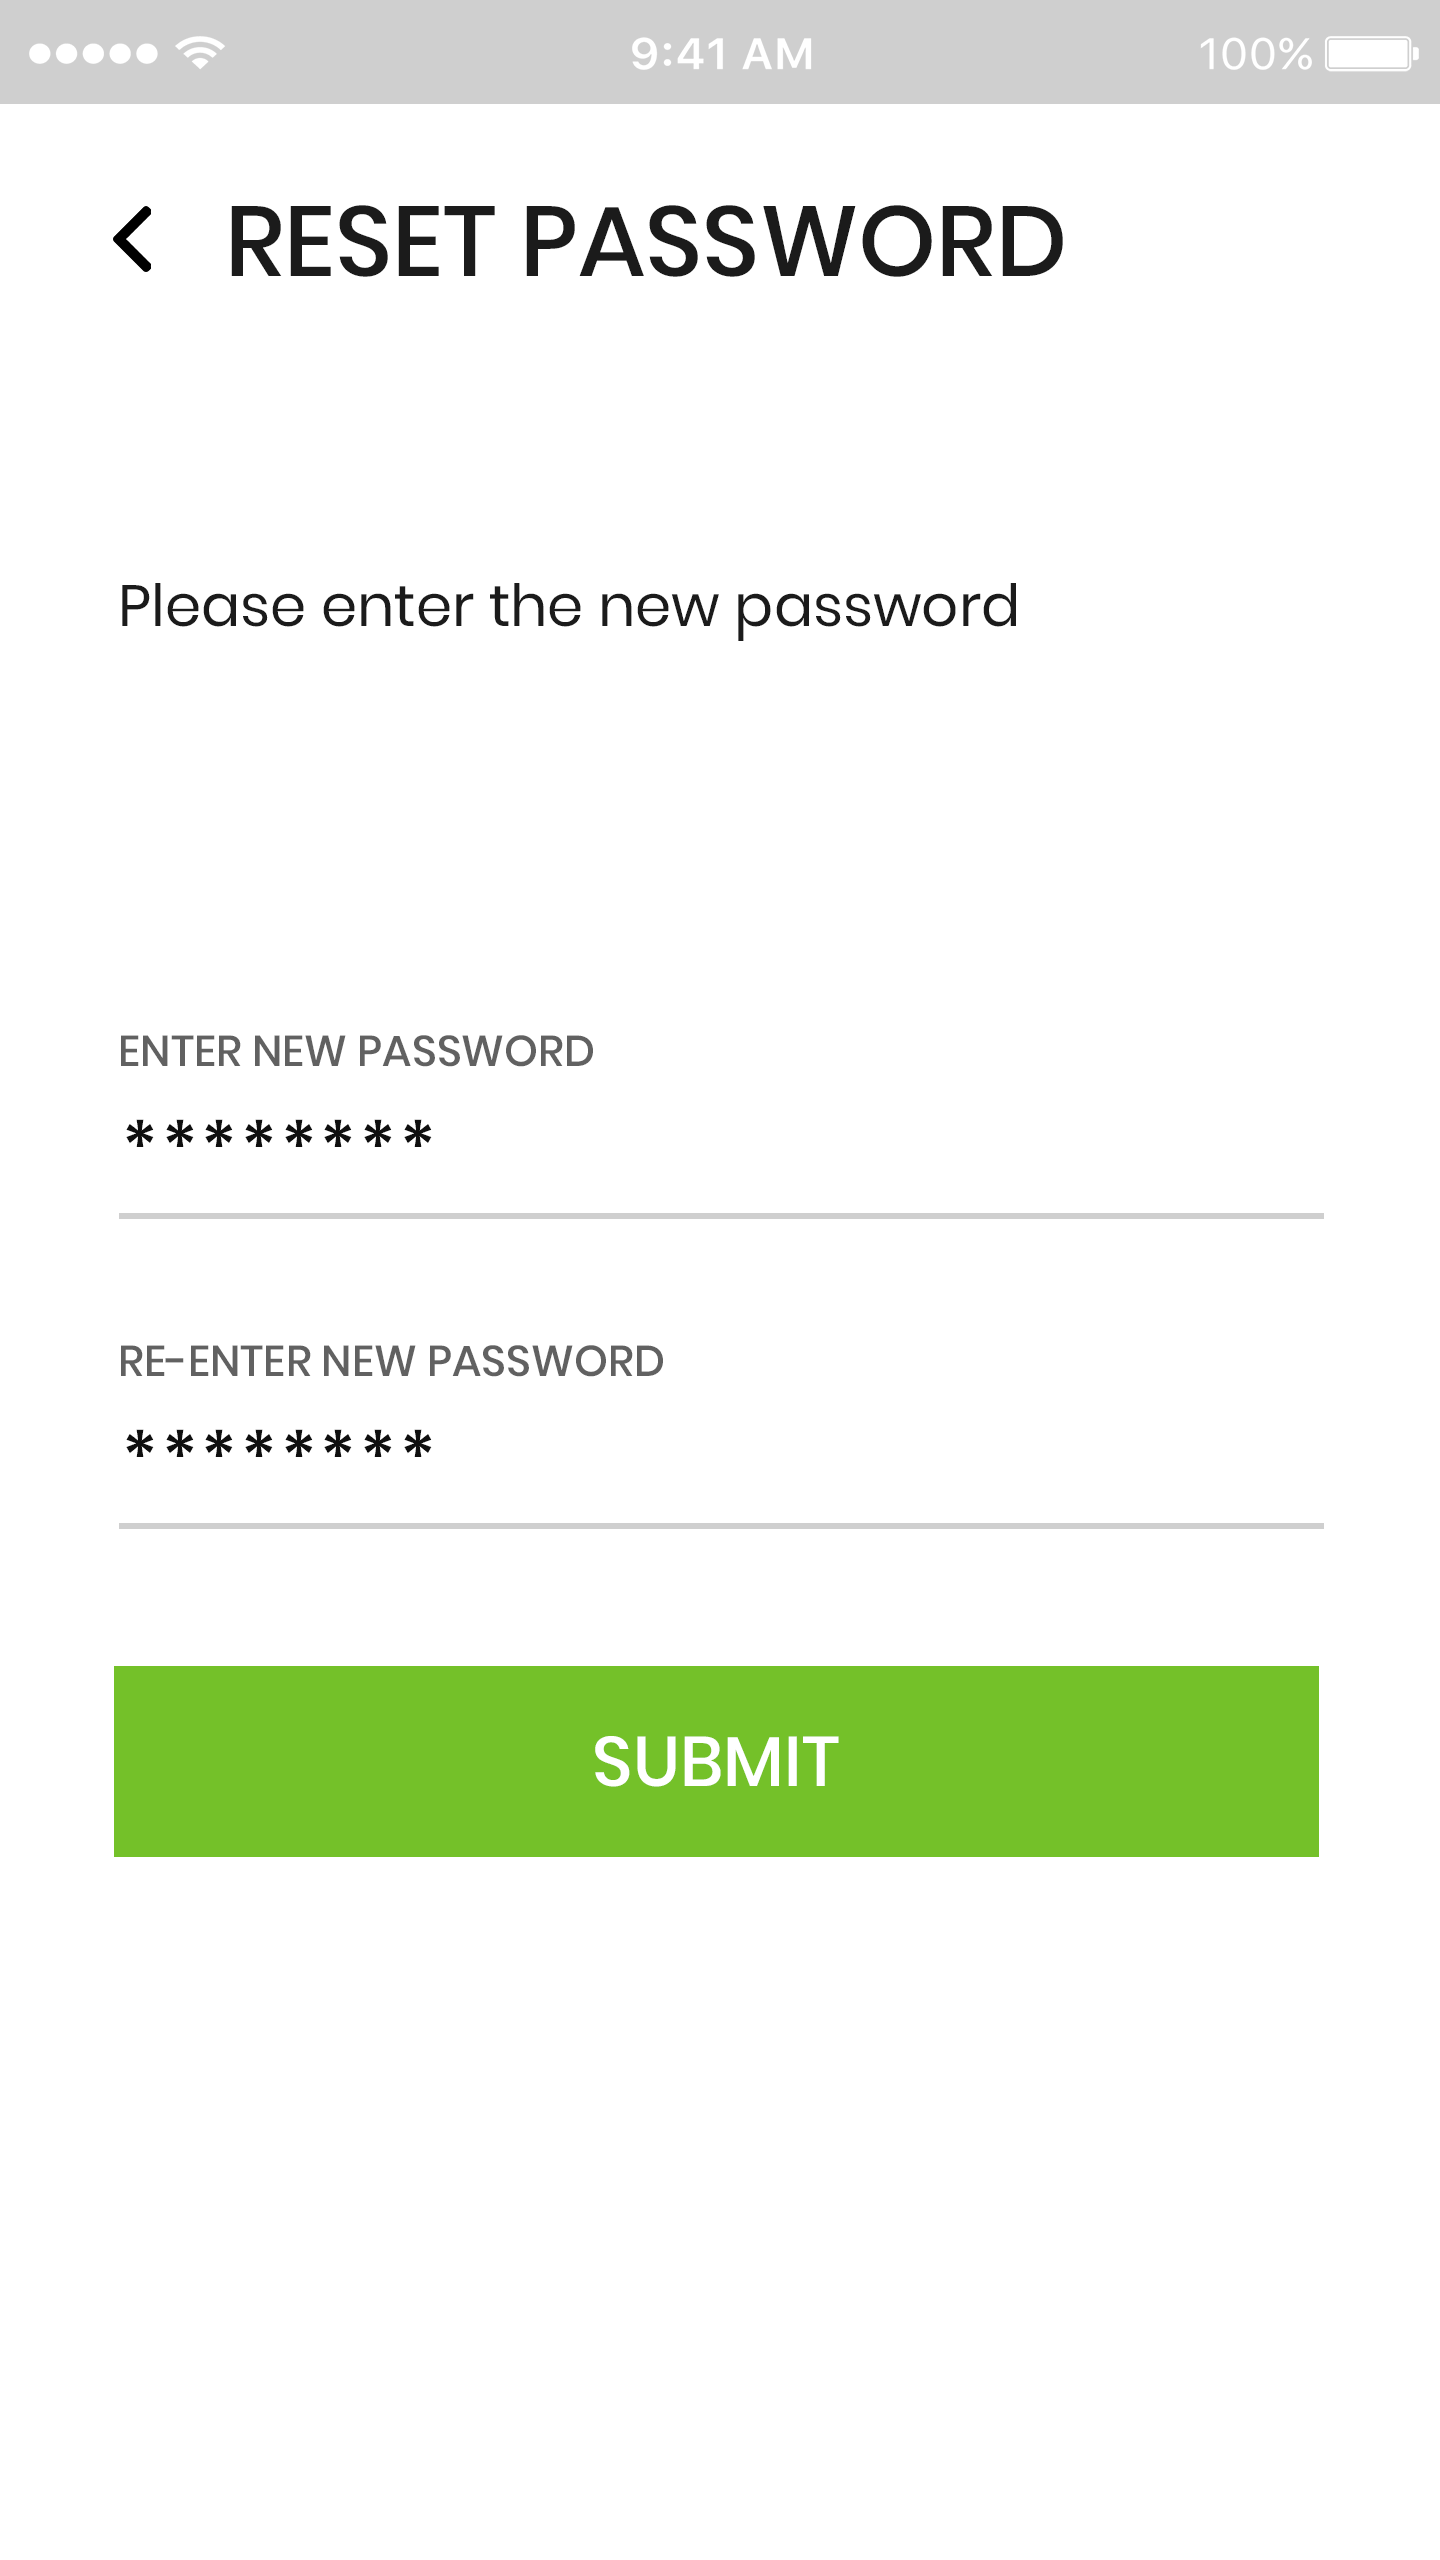 9:41 AM 100%
RESET PASSWORD
Please enter the new password
ENTER NEW PASSWORD
********
RE-ENTER NEW PASSWORD
********
SUBMIT